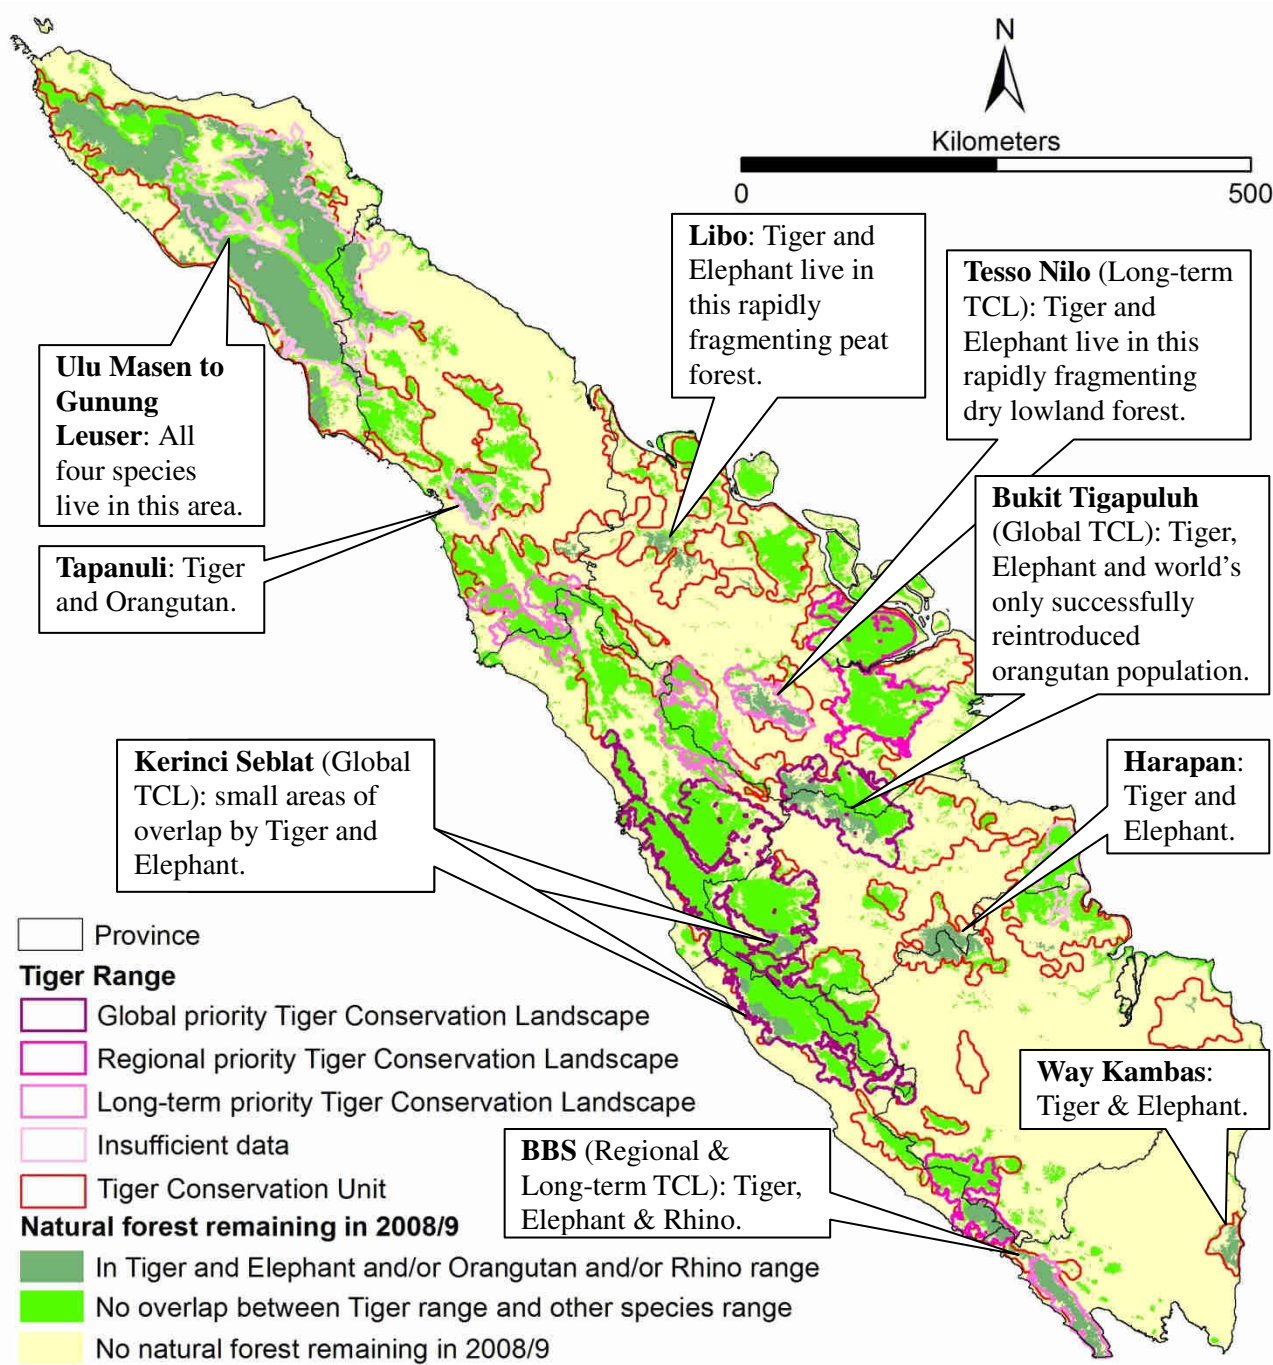 N
Kilometers
0
500
Libo: Tiger and
Elephant live in
this rapidly
fragmenting peat
forest.
Tesso Nilo (Long-term
TCL): Tiger and
Elephant live in this
rapidly fragmenting
dry lowland forest.
Ulu Masen to
Gunung
Leuser: All
four species
live in this area.
Bukit Tigapuluh
(Global TCL): Tiger,
Elephant and world's
only successfully
reintroduced
orangutan population.
Tapanuli: Tiger
and Orangutan.
Kerinci Seblat (Global
TCL): small areas of
overlap by Tiger and
Elephant.
Harapan:
Tiger and
Elephant.
Way Kambas:
Tiger & Elephant.
BBS (Regional &
Long-term TCL): Tiger,
Elephant & Rhino.
Province
Tiger Range
Global priority Tiger Conservation Landscape
Regional priority Tiger Conservation Landscape
Long-term priority Tiger Conservation Landscape
Insufficient data
Tiger Conservation Unit
Natural forest remaining in 2008/9
In Tiger and Elephant and/or Orangutan and/or Rhino range
No overlap between Tiger range and other species range
No natural forest remaining in 2008/9